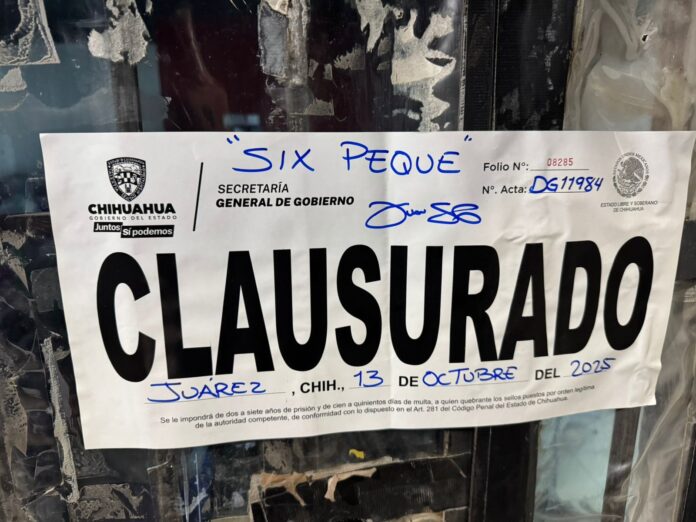 "SIX PEQUE"
Folio N°: 08285
CHIHUAHUA
GOBIERNO DEL ESTADO
Juntos Sí podemos
SECRETARÍA
GENERAL DE GOBIERNO
N°. Acta: DG11984
ESTADO LIBRE Y SOBERANO
DE CHIHUAHUA
CLAUSURADO
JUAREZ, CHIH., 13 DE OCTUBRE DEL 2025
Se le impondrá de dos a siete años de prisión y de cien a quinientos días de multa, a quien quebrante los sellos puestos por orden legítima
de la autoridad competente, de conformidad con lo dispuesto en el Art. 281 del Código Penal del Estado de Chihuahua.